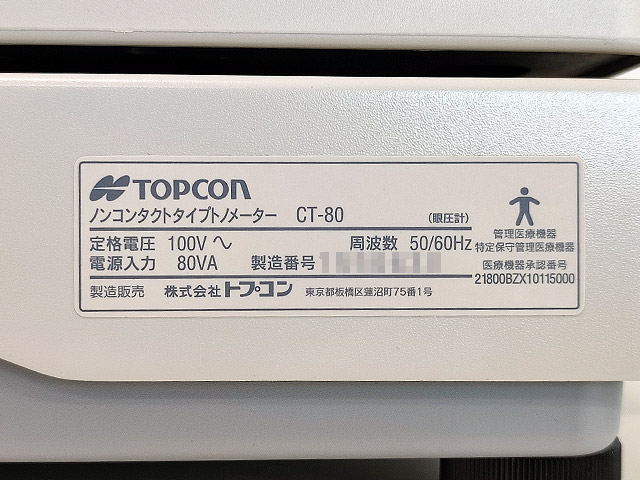 TOPCON
ノンコンタクトタイプトノメーター CT-80 (眼圧計)
定格電圧 100V～ 周波数 50/60Hz
電源入力 80VA 製造番号
製造販売 株式会社トプコン 東京都板橋区蓮沼町75番1号
管理医療機器
特定保守管理医療機器
医療機器承認番号
21800BZX10115000